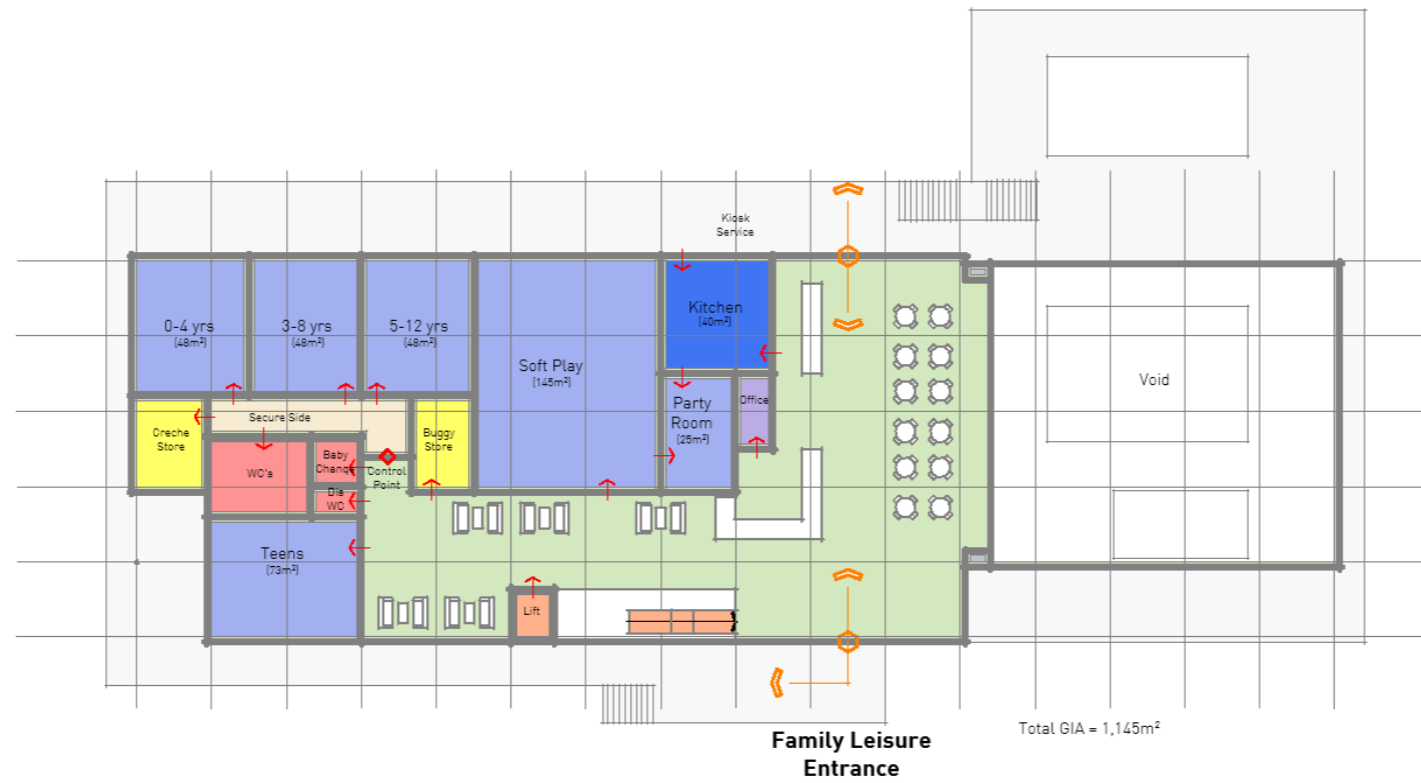 Kiosk
Service
0-4 yrs
(48m²)
3-8 yrs
(48m²)
5-12 yrs
(48m²)
Soft Play
(145m²)
Kitchen
(40m²)
Party
Room
(25m²)
Office
Void
Creche
Store
Secure Side
Buggy
Store
WC's
Baby
Change
Control
Point
Dis
WC
Teens
(73m²)
Lift
Family Leisure
Entrance
Total GIA = 1,145m²